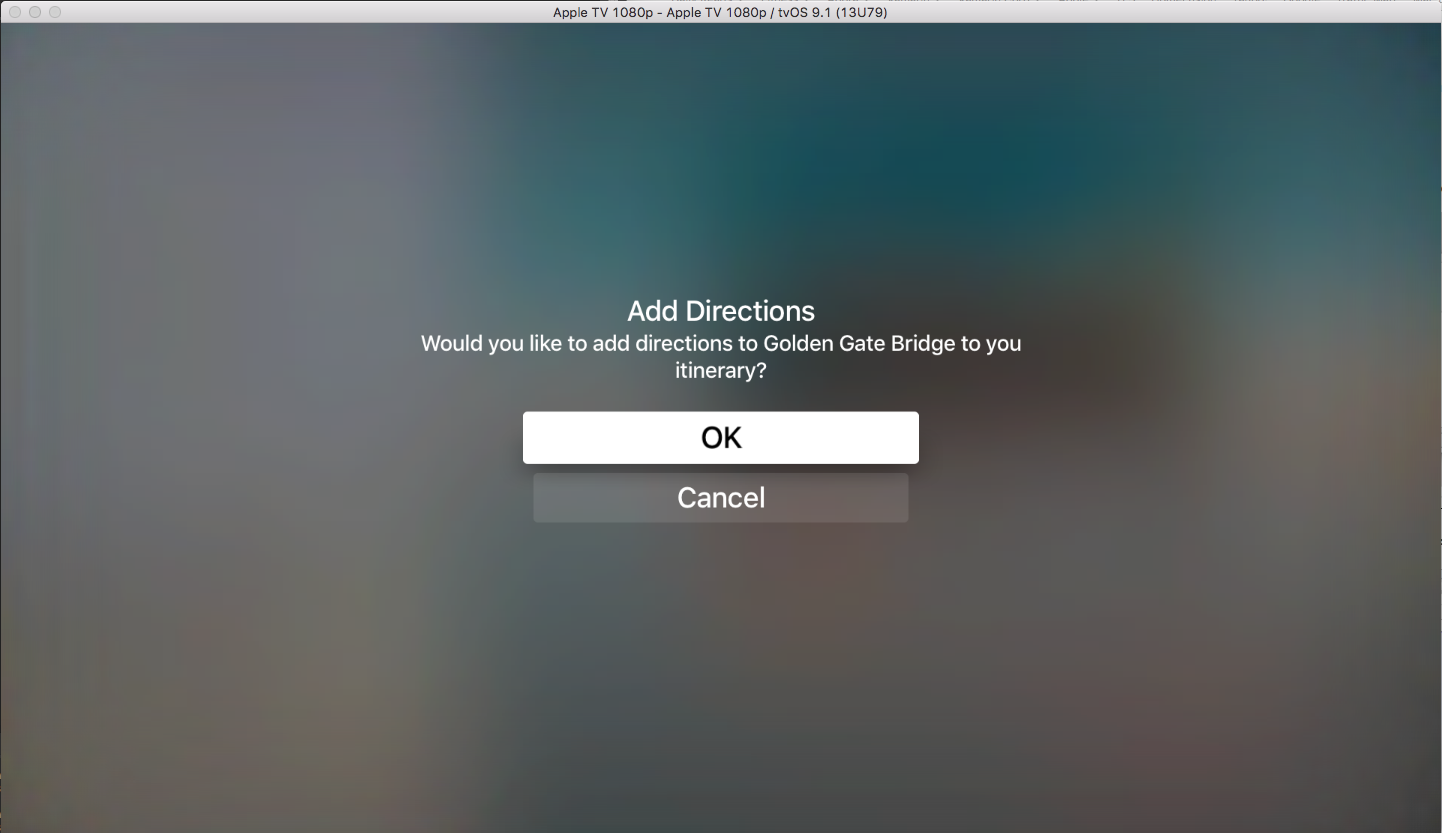 Apple TV 1080p - Apple TV 1080p / tvOS 9.1 (13U79)
Add Directions
Would you like to add directions to Golden Gate Bridge to you
itinerary?
OK
Cancel